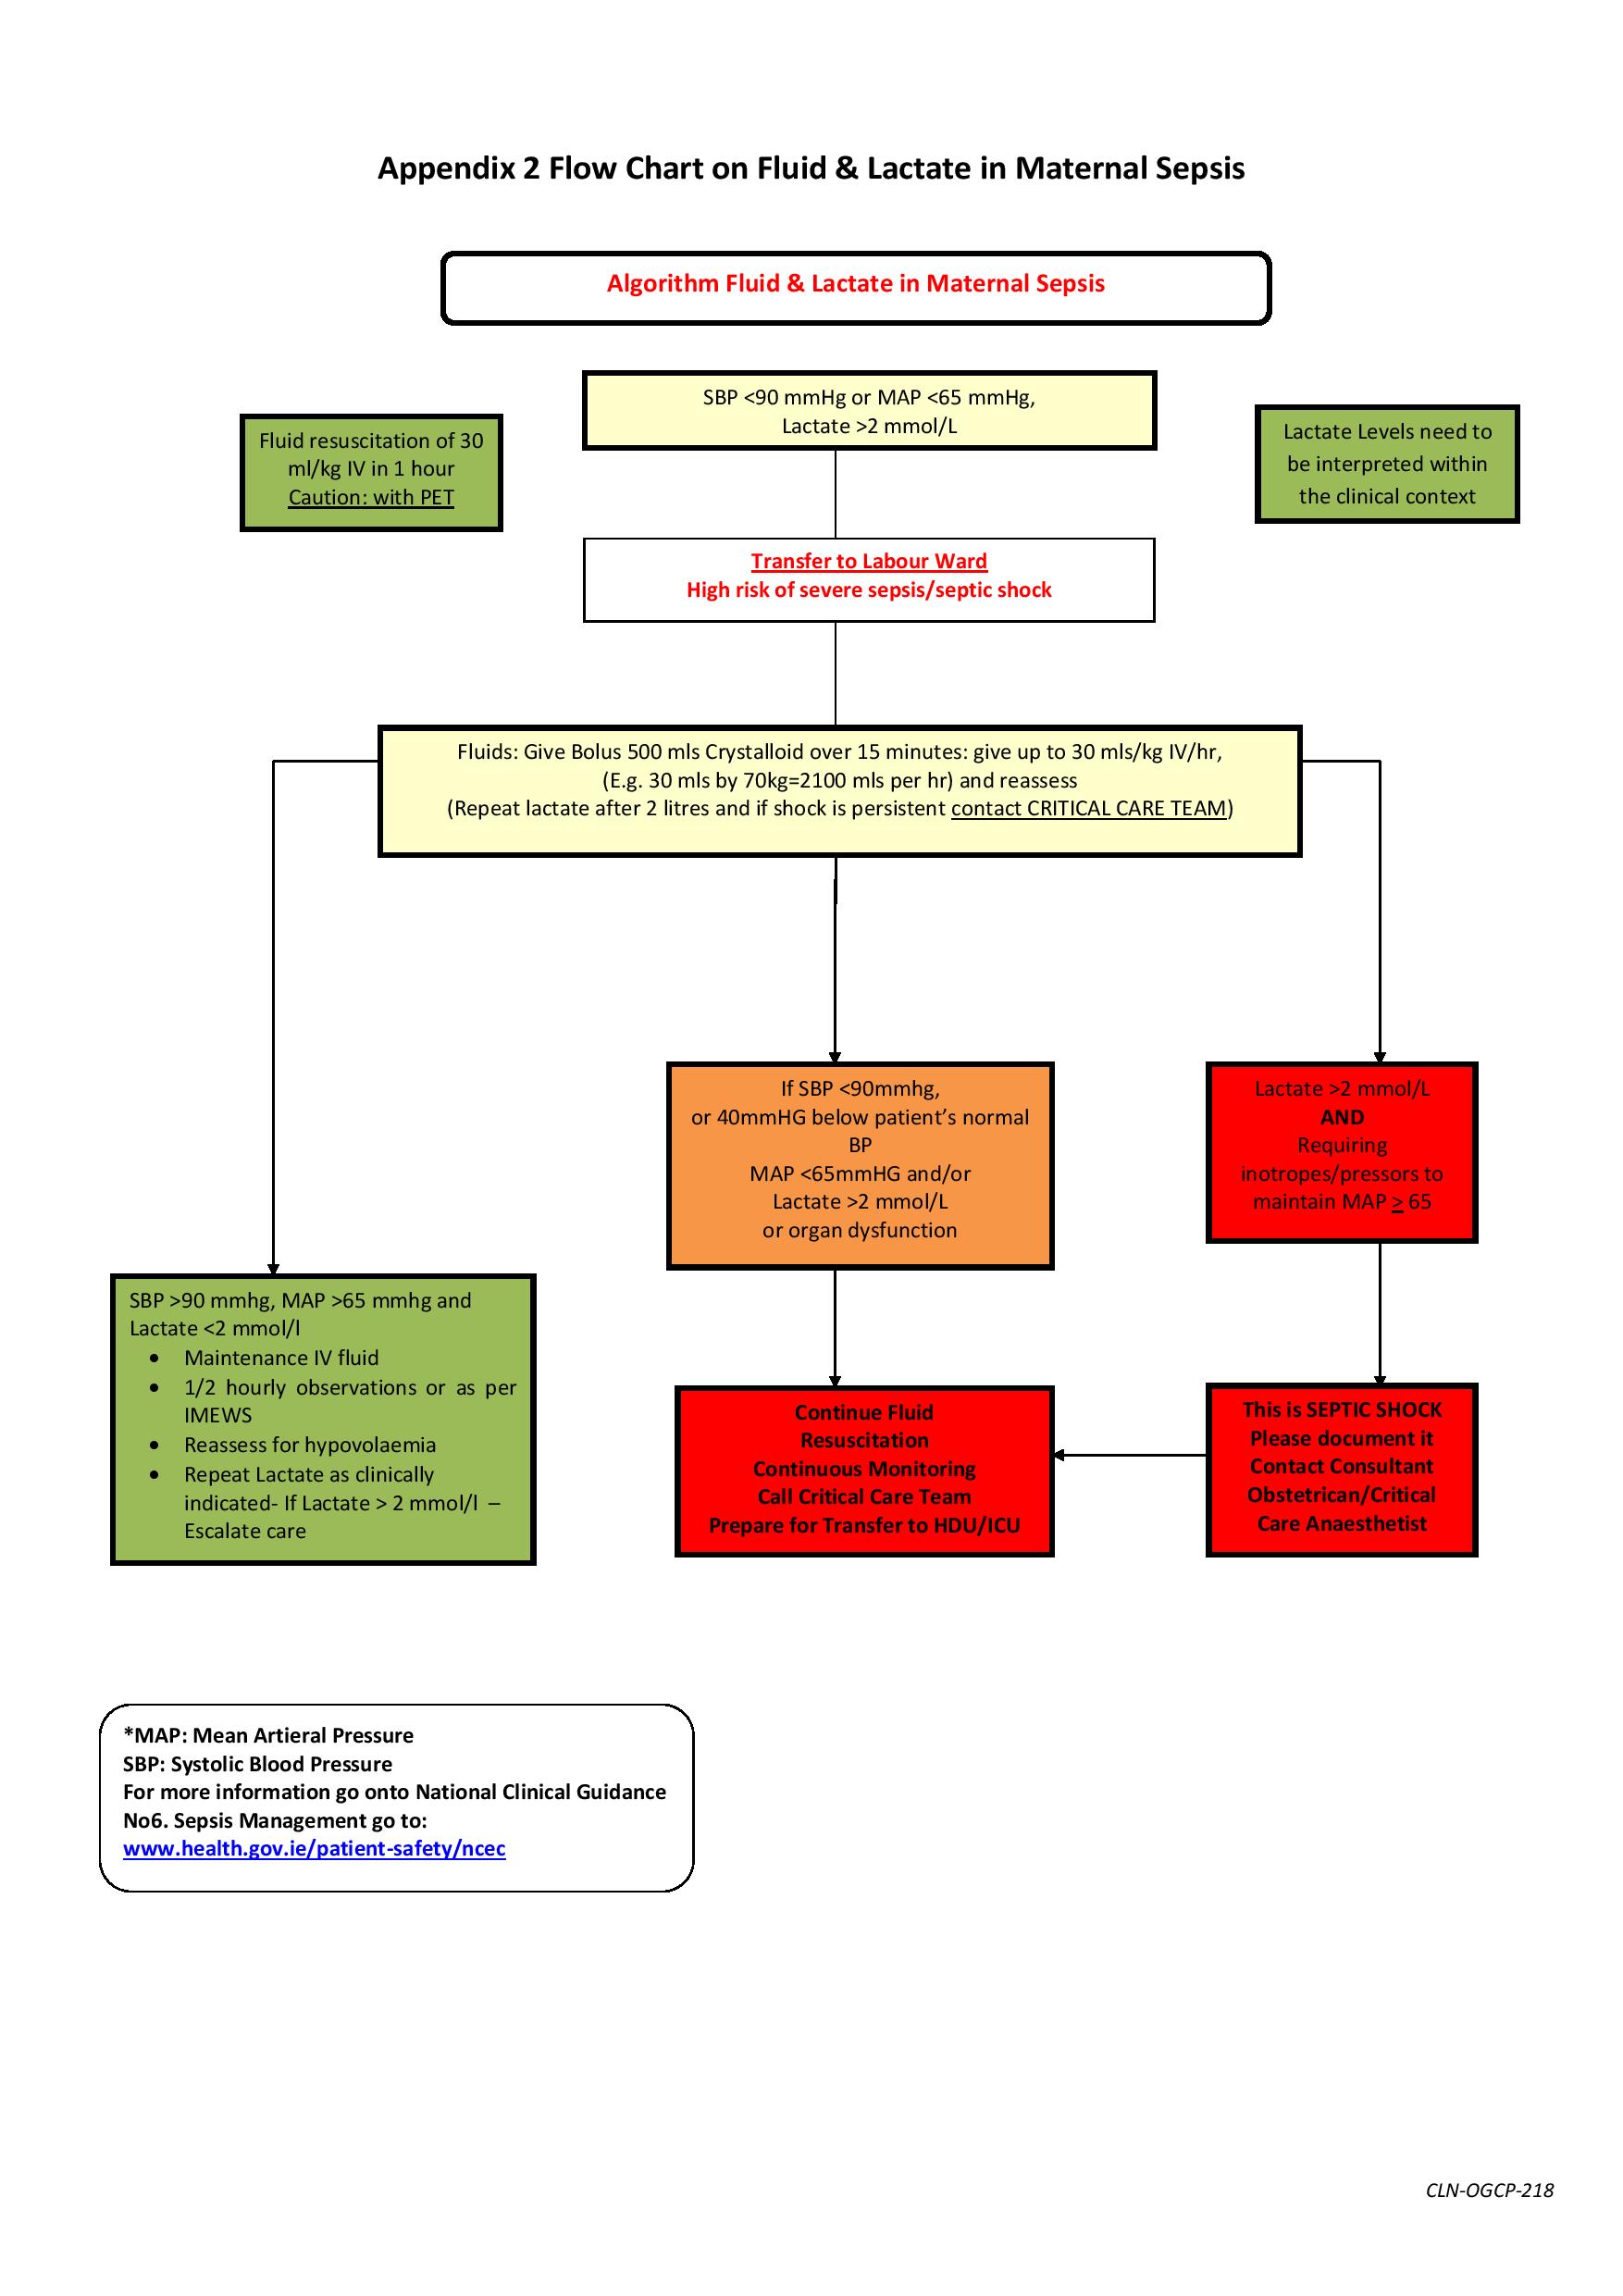 Appendix 2 Flow Chart on Fluid & Lactate in Maternal Sepsis
Algorithm Fluid & Lactate in Maternal Sepsis
SBP <90 mmHg or MAP <65 mmHg,
Lactate >2 mmol/L
Fluid resuscitation of 30
ml/kg IV in 1 hour
Caution: with PET
Lactate Levels need to
be interpreted within
the clinical context
Transfer to Labour Ward
High risk of severe sepsis/septic shock
Fluids: Give Bolus 500 mls Crystalloid over 15 minutes: give up to 30 mls/kg IV/hr,
(E.g. 30 mls by 70kg=2100 mls per hr) and reassess
(Repeat lactate after 2 litres and if shock is persistent contact CRITICAL CARE TEAM)
If SBP <90mmhg,
or 40mmHG below patient’s normal
BP
MAP <65mmHG and/or
Lactate >2 mmol/L
or organ dysfunction
Lactate >2 mmol/L
AND
Requiring
inotropes/pressors to
maintain MAP ≥ 65
SBP >90 mmhg, MAP >65 mmhg and
Lactate <2 mmol/l
• Maintenance IV fluid
• 1/2 hourly observations or as per
IMEWS
• Reassess for hypovolaemia
• Repeat Lactate as clinically
indicated- If Lactate > 2 mmol/l –
Escalate care
Continue Fluid
Resuscitation
Continuous Monitoring
Call Critical Care Team
Prepare for Transfer to HDU/ICU
This is SEPTIC SHOCK
Please document it
Contact Consultant
Obstetrican/Critical
Care Anaesthetist
*MAP: Mean Artieral Pressure
SBP: Systolic Blood Pressure
For more information go onto National Clinical Guidance
No6. Sepsis Management go to:
www.health.gov.ie/patient-safety/ncec
CLN-OGCP-218